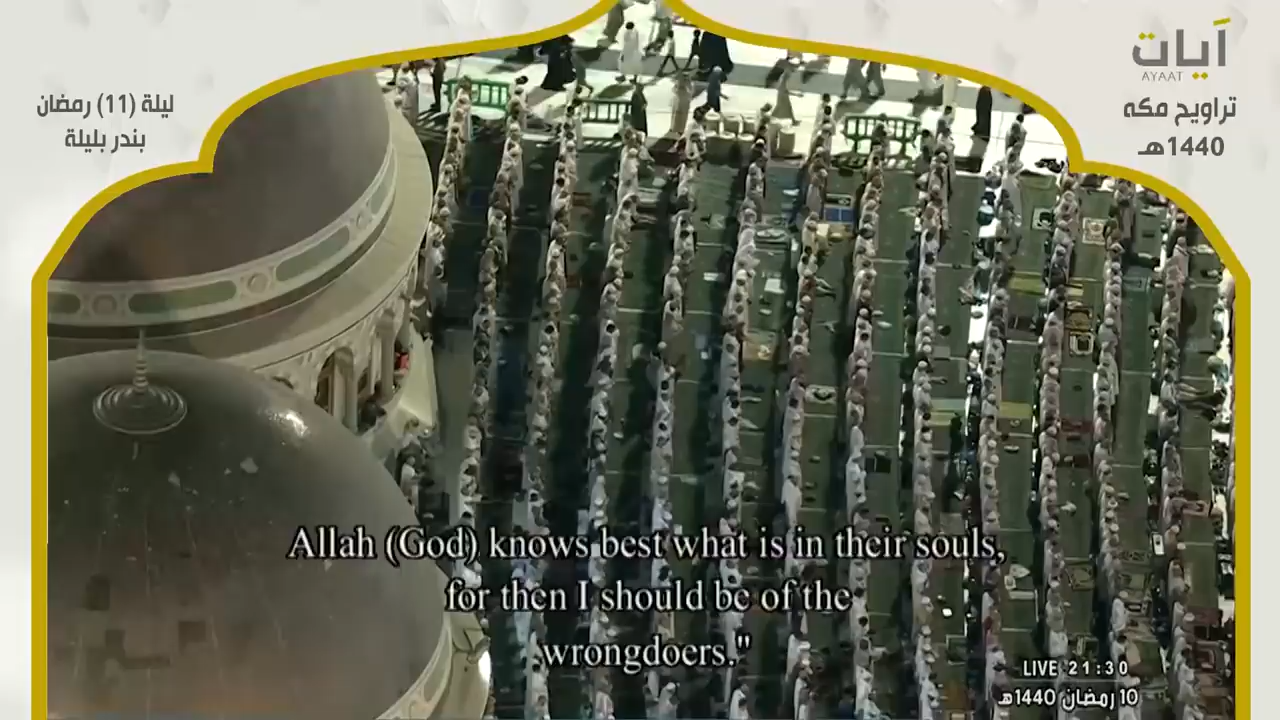 آيات
AYAAT
تراويح مكه
1440هـ
ليلة (11) رمضان
بندر بليلة
Allah (God) knows best what is in their souls,
for then I should be of the
wrongdoers."
LIVE 21:30
10 رمضان 1440هـ